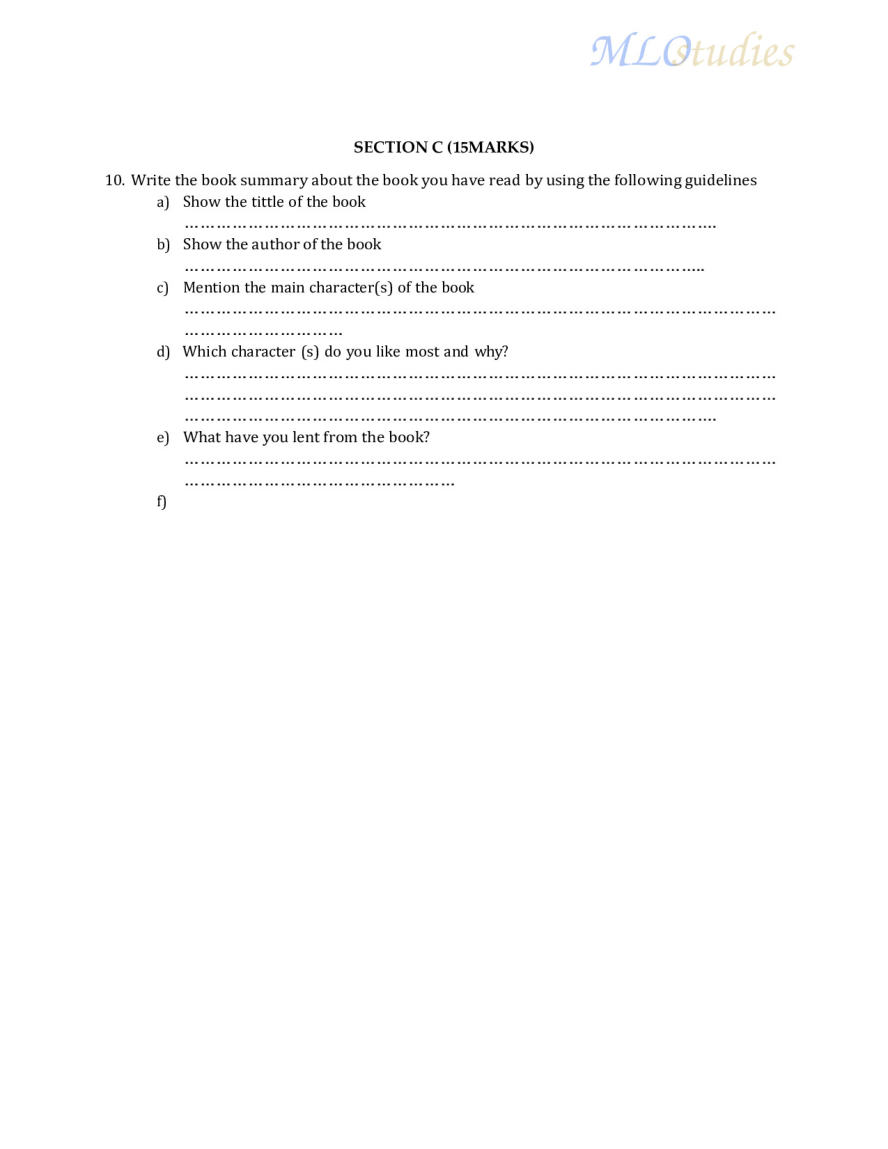 MLOstudies
SECTION C (15MARKS)
10. Write the book summary about the book you have read by using the following guidelines
a) Show the tittle of the book
……………………………………………………………………………………….
b) Show the author of the book
……………………………………………………………………………………..
c) Mention the main character(s) of the book
…………………………………………………………………………………………………
…………………………
d) Which character (s) do you like most and why?
…………………………………………………………………………………………………
…………………………………………………………………………………………………
……………………………………………………………………………………….
e) What have you lent from the book?
…………………………………………………………………………………………………
……………………………………………
f)